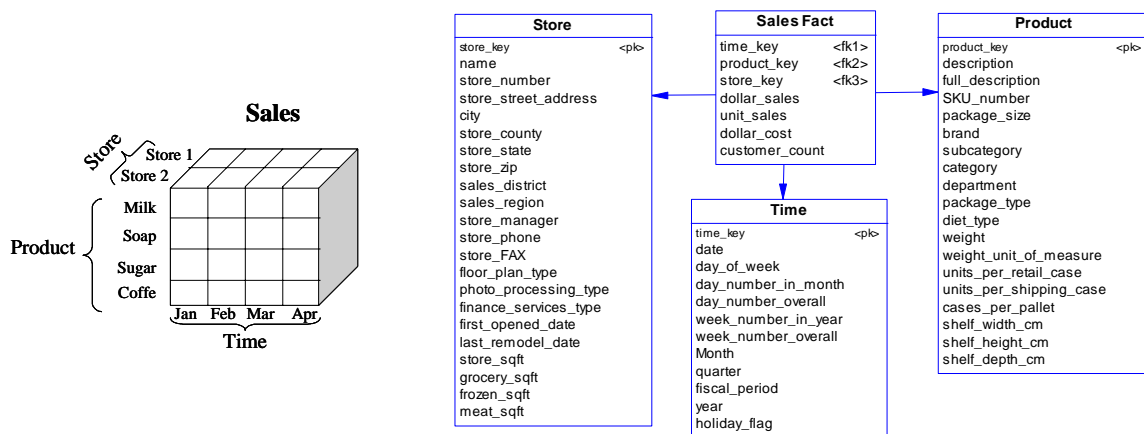 Sales
Store
Store 1
Store 2
Product
Milk
Soap
Sugar
Coffe
Jan Feb Mar Apr
Time
Store
store_key <pk>
name
store_number
store_street_address
city
store_county
store_state
store_zip
sales_district
sales_region
store_manager
store_phone
store_FAX
floor_plan_type
photo_processing_type
finance_services_type
first_opened_date
last_remodel_date
store_sqft
grocery_sqft
frozen_sqft
meat_sqft
Sales Fact
time_key <fk1>
product_key <fk2>
store_key <fk3>
dollar_sales
unit_sales
dollar_cost
customer_count
Time
time_key <pk>
date
day_of_week
day_number_in_month
day_number_overall
week_number_in_year
week_number_overall
Month
quarter
fiscal_period
year
holiday_flag
Product
product_key <pk>
description
full_description
SKU_number
package_size
brand
subcategory
category
department
package_type
diet_type
weight
weight_unit_of_measure
units_per_retail_case
units_per_shipping_case
cases_per_pallet
shelf_width_cm
shelf_height_cm
shelf_depth_cm